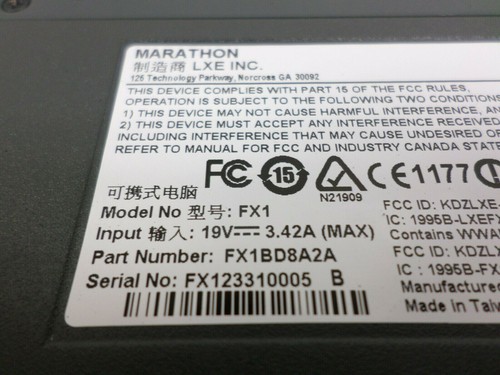 MARATHON
制造商 LXE INC.
125 Technology Parkway, Norcross GA 30092
THIS DEVICE COMPLIES WITH PART 15 OF THE FCC RULES,
OPERATION IS SUBJECT TO THE FOLLOWING TWO CONDITIONS
1) THIS DEVICE MAY NOT CAUSE HARMFUL INTERFERENCE, AN
2) THIS DEVICE MUST ACCEPT ANY INTERFERENCE RECEIVED
INCLUDING INTERFERENCE THAT MAY CAUSE UNDESIRED O
REFER TO MANUAL FOR FCC AND INDUSTRY CANADA STATE
FC 15 CE1177
N21909
可携式电脑
Model No 型号: FX1
Input 输入: 19V 3.42A (MAX)
Part Number: FX1BD8A2A
Serial No: FX123310005 B
FCC ID: KDZLXE-
IC : 1995B-LXEFX
Contains WWA
FCC ID: KDZLX
IC : 1995B-FX
Manufactured
Made in Taiw